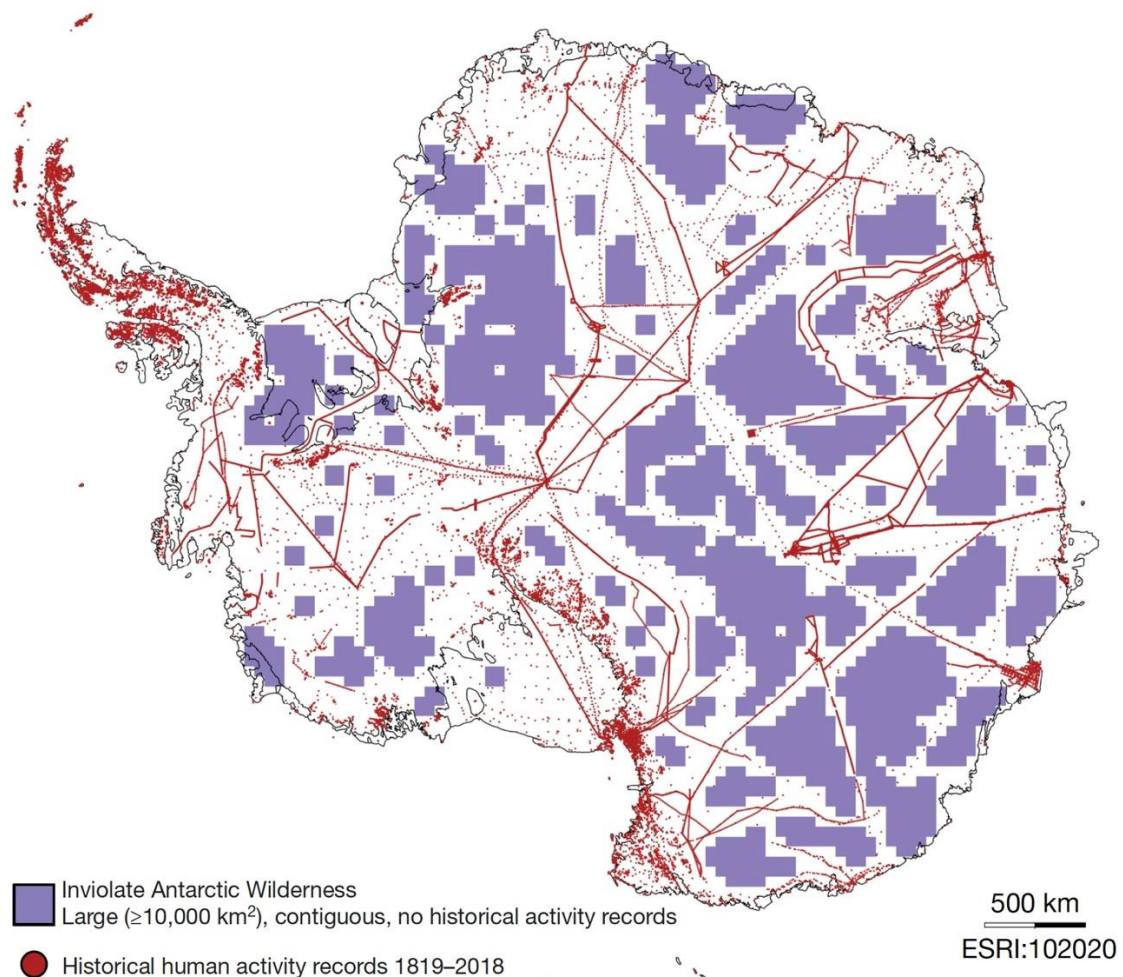 Inviolate Antarctic Wilderness
Large (≥10,000 km²), contiguous, no historical activity records
Historical human activity records 1819–2018
500 km
ESRI:102020